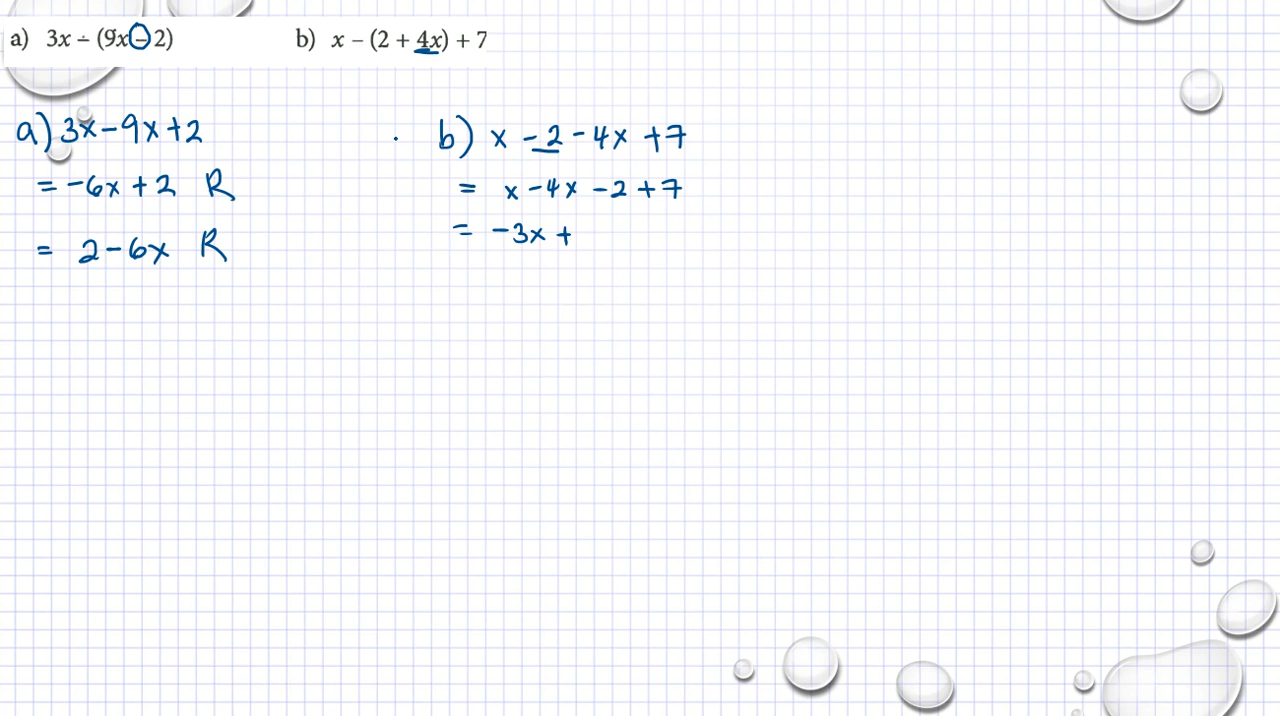 a) 3x − (9x − 2) b) x − (2 + 4x) + 7
a) 3x − 9x + 2
= −6x + 2 R
= 2 − 6x R
b) x − 2 − 4x + 7
= x − 4x − 2 + 7
= −3x +